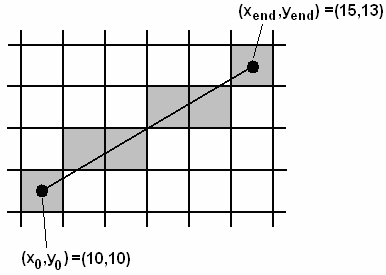 (xend,yend) =(15,13)
(x0,y0) =(10,10)